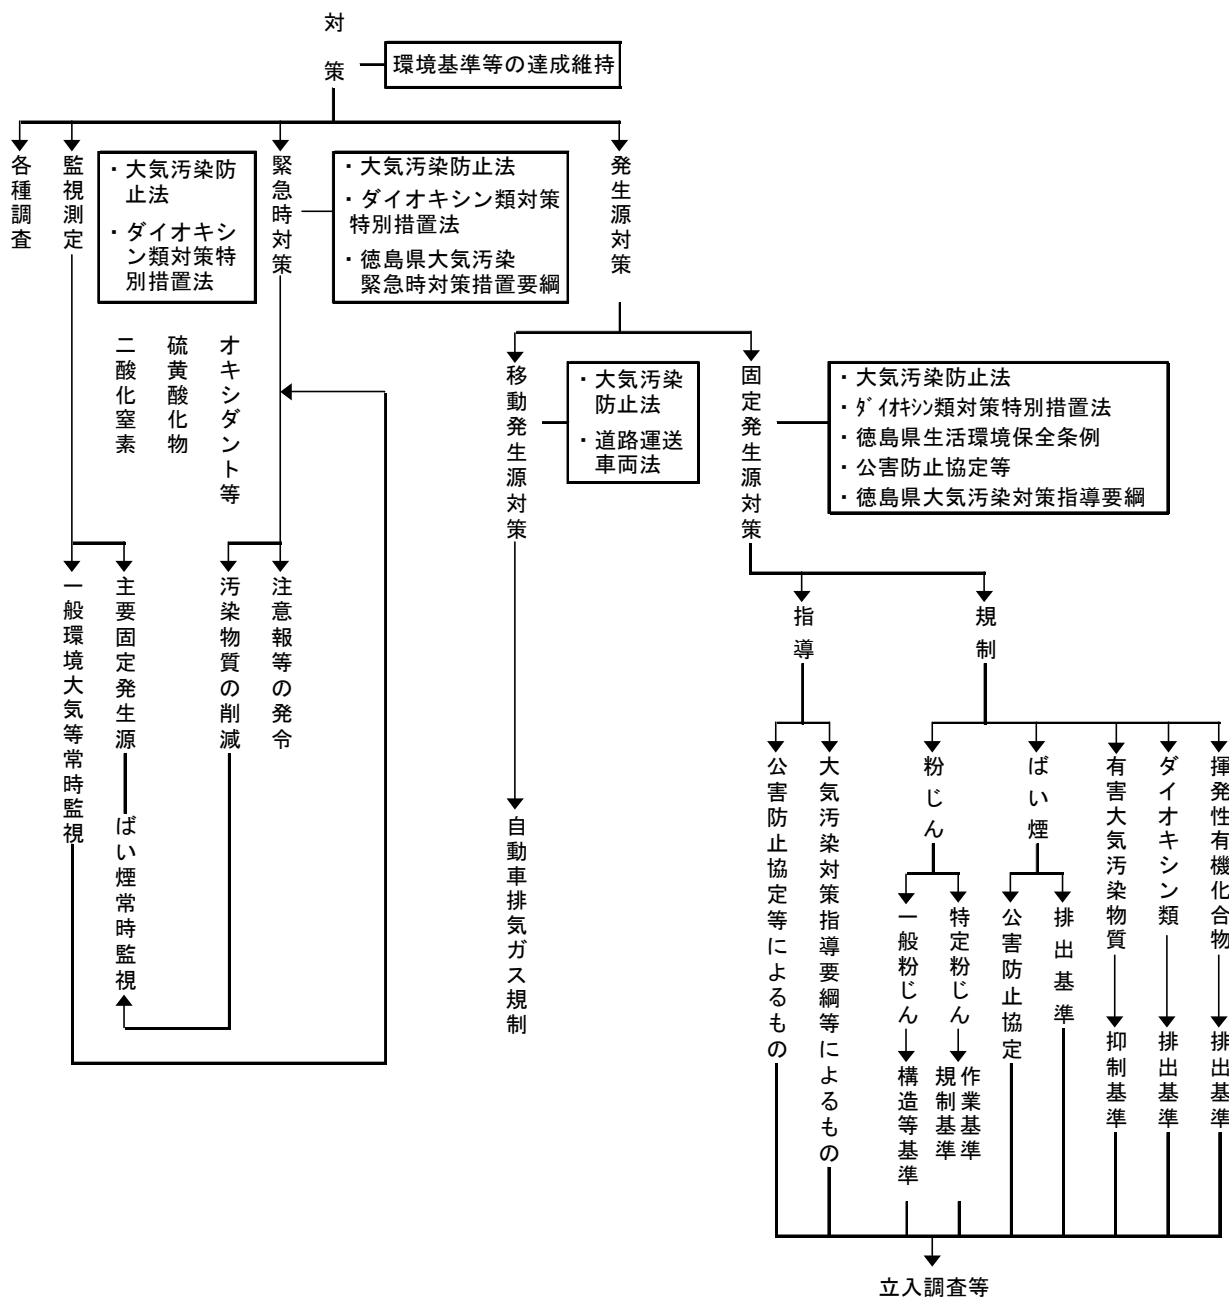 対策
環境基準等の達成維持
各種調査
監視測定
・大気汚染防
止法
・ダイオキシ
ン類対策特
別措置法
緊急時対策
・大気汚染防止法
・ダイオキシン類対策
特別措置法
・徳島県大気汚染
緊急時対策措置要綱
発生源対策
二酸化窒素
硫黄酸化物
オキシダント等
移動発生源対策
・大気汚染
防止法
・道路運送
車両法
固定発生源対策
・大気汚染防止法
・ダイオキシン類対策特別措置法
・徳島県生活環境保全条例
・公害防止協定等
・徳島県大気汚染対策指導要綱
一般環境大気等常時監視
主要固定発生源
ばい煙常時監視
汚染物質の削減
注意報等の発令
自動車排気ガス規制
指導
規制
公害防止協定等によるもの
大気汚染対策指導要綱等によるもの
粉じん
ばい煙
有害大気汚染物質
ダイオキシン類
揮発性有機化合物
一般粉じん
特定粉じん
公害防止協定
排出基準
構造等基準
作業基準
規制基準
抑制基準
排出基準
排出基準
立入調査等